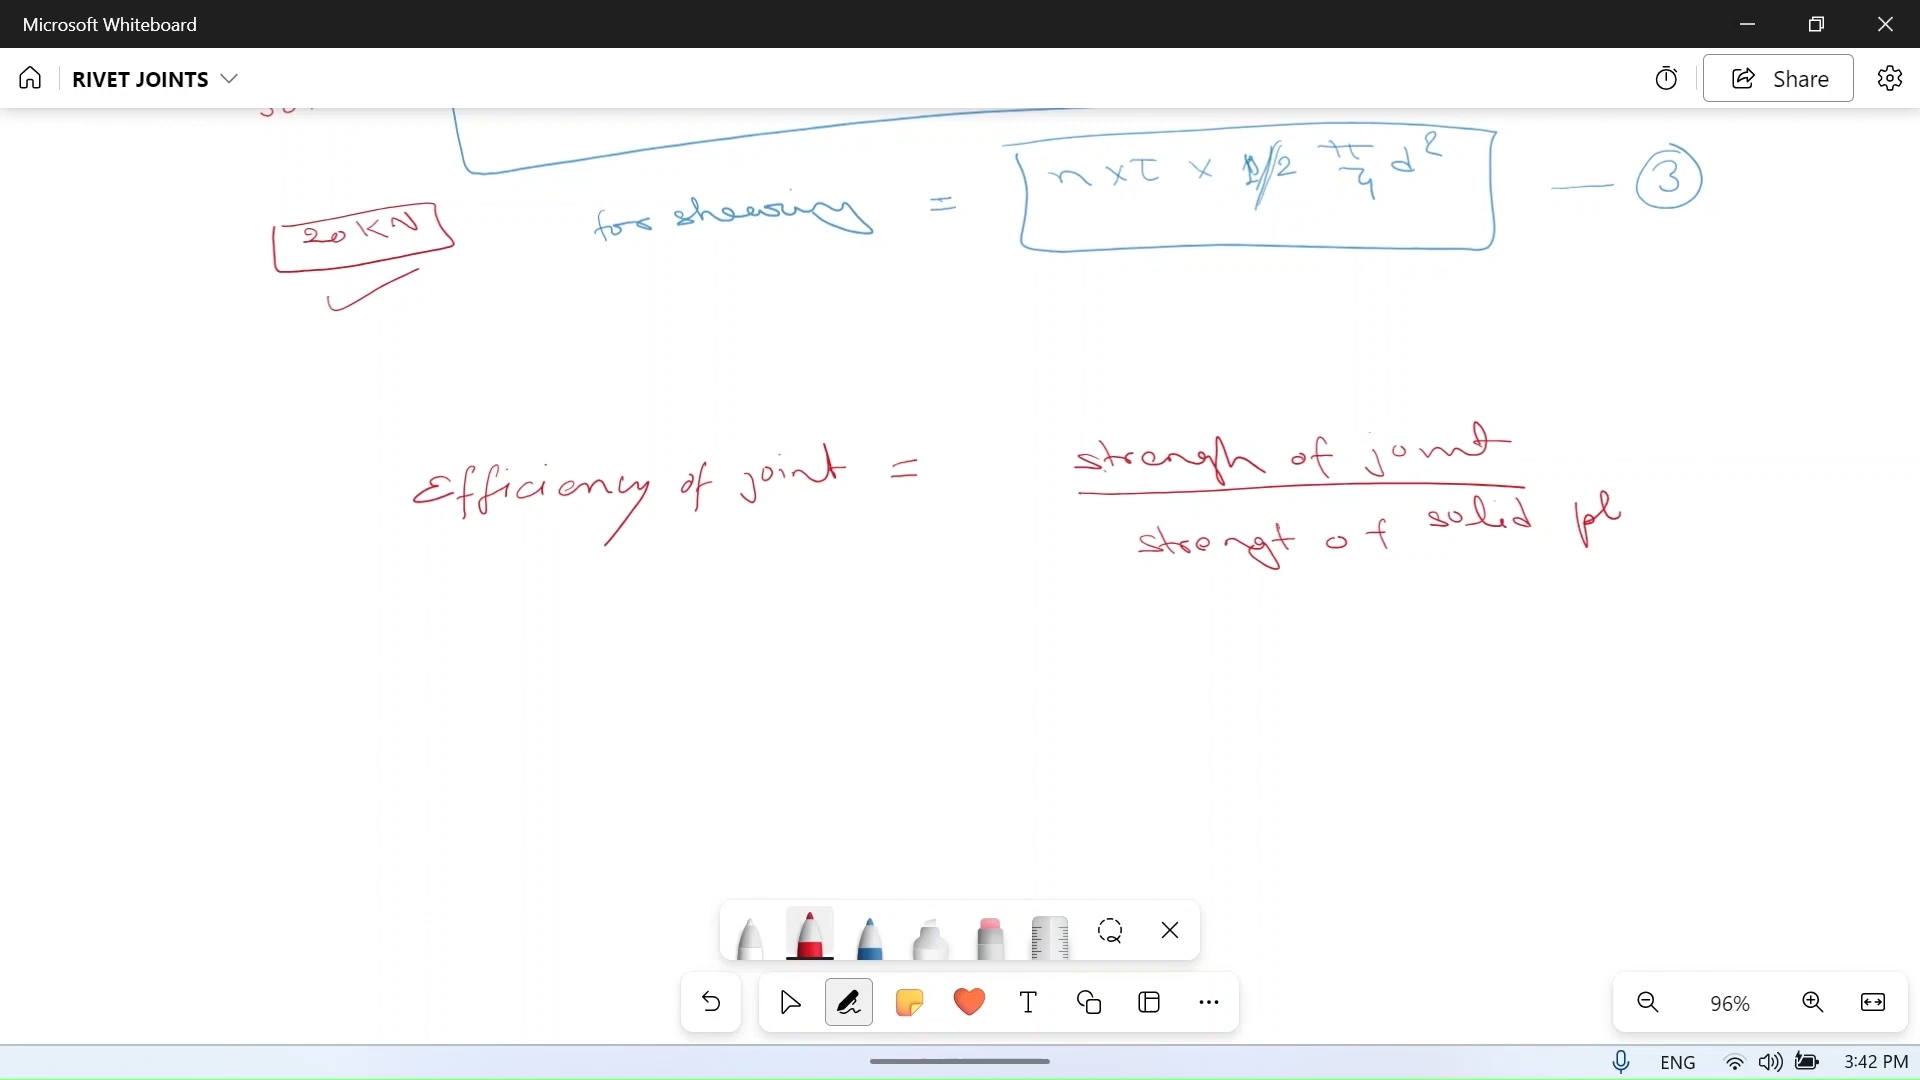 Microsoft Whiteboard
RIVET JOINTS
Share
n × τ × 1/2 π/4 d²
3
20 KN
for shearing =
Efficiency of joint = strengh of joint
strengt of solid pl
T
96%
ENG
3:42 PM